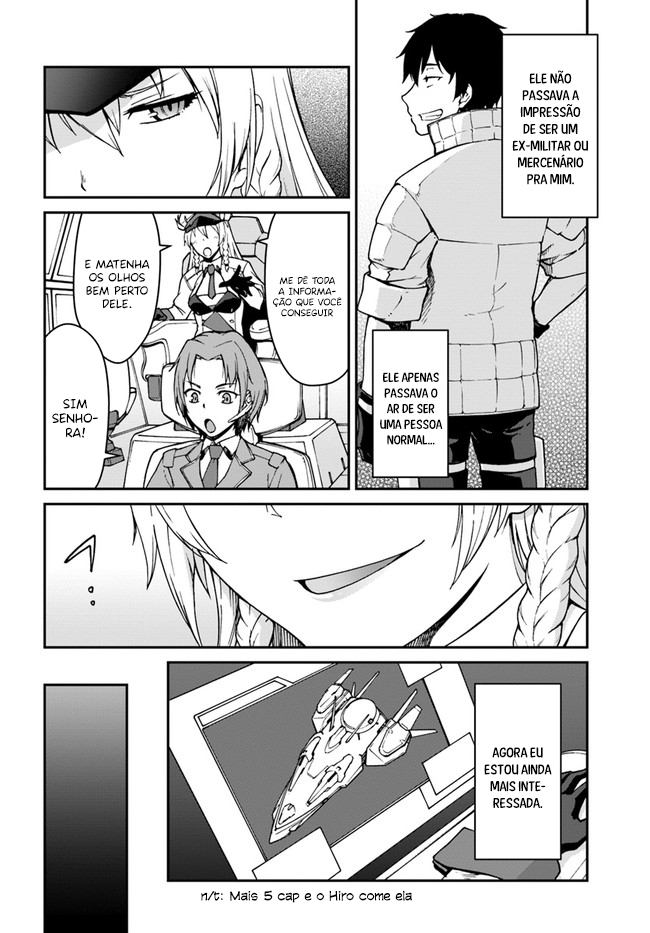 ELE NÃO
PASSAVA A
IMPRESSÃO
DE SER UM
EX-MILITAR OU
MERCENÁRIO
PRA MIM.
ELE APENAS
PASSAVA O
AR DE SER
UMA PESSOA
NORMAL...
ME DÊ TODA
A INFORMA-
ÇÃO QUE VOCÊ
CONSEGUIR
E MATENHA
OS OLHOS
BEM PERTO
DELE.
SIM
SENHO-
RA!
AGORA EU
ESTOU AINDA
MAIS INTE-
RESSADA.
n/t: Mais 5 cap e o Hiro come ela